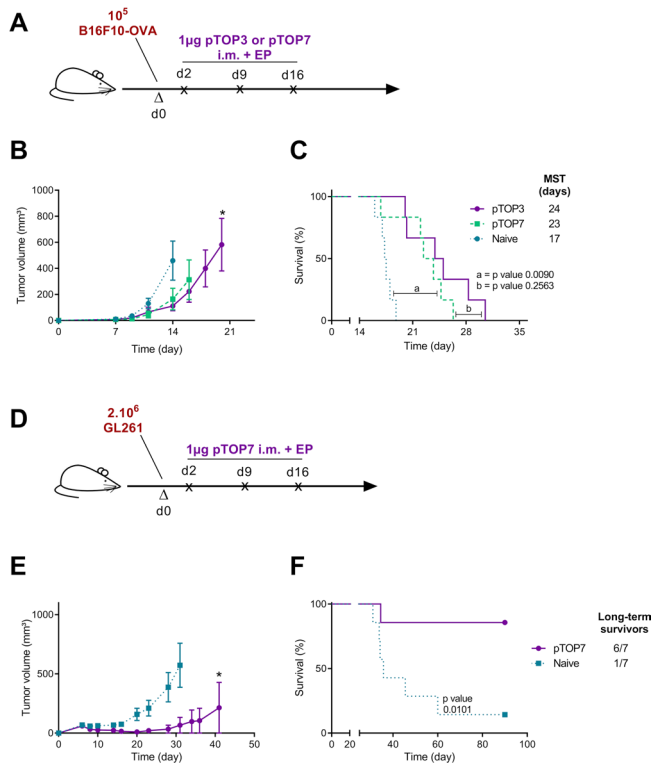 A
10⁵
B16F10-OVA
1µg pTOP3 or pTOP7
i.m. + EP
d2 d9 d16
Δ
d0
B
Tumor volume (mm³)
1000
800
600
400
200
0
*
0 7 14 21
Time (day)
C
MST
(days)
pTOP3 24
pTOP7 23
Naive 17
Survival (%)
100
50
0
a = p value 0.0090
b = p value 0.2563
a
b
0 14 21 28 35
Time (day)
D
2.10⁶
GL261
1µg pTOP7 i.m. + EP
d2 d9 d16
Δ
d0
E
Tumor volume (mm³)
1000
500
0
*
0 10 20 30 40 50
Time (day)
F
Survival (%)
100
50
0
p value
0.0101
0 20 40 60 80 100
Time (day)
Long-term
survivors
pTOP7 6/7
Naive 1/7